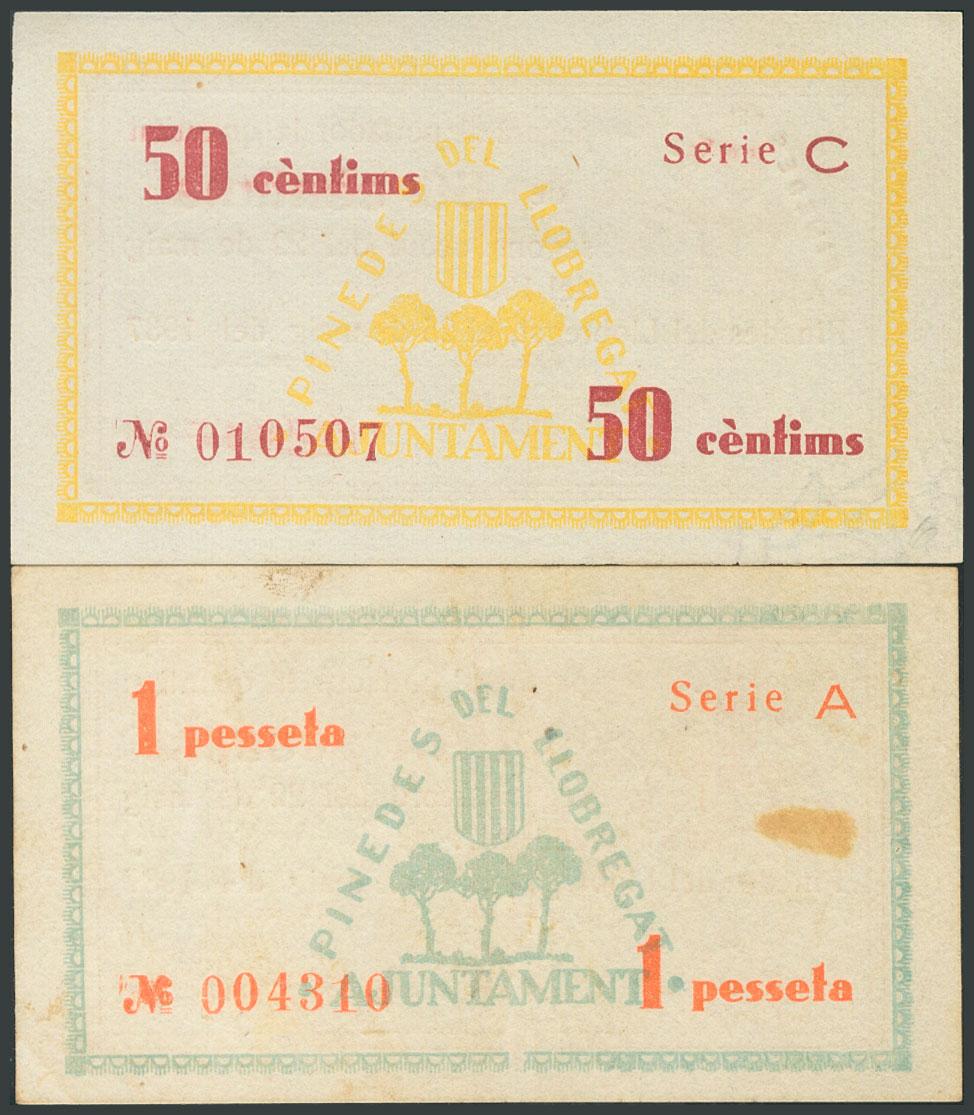 50 cèntims
Serie C
PINEDES DEL LLOBREGAT
AJUNTAMENT
№ 010507
50 cèntims
1 pesseta
Serie A
PINEDES DEL LLOBREGAT
AJUNTAMENT
№ 004310
1 pesseta